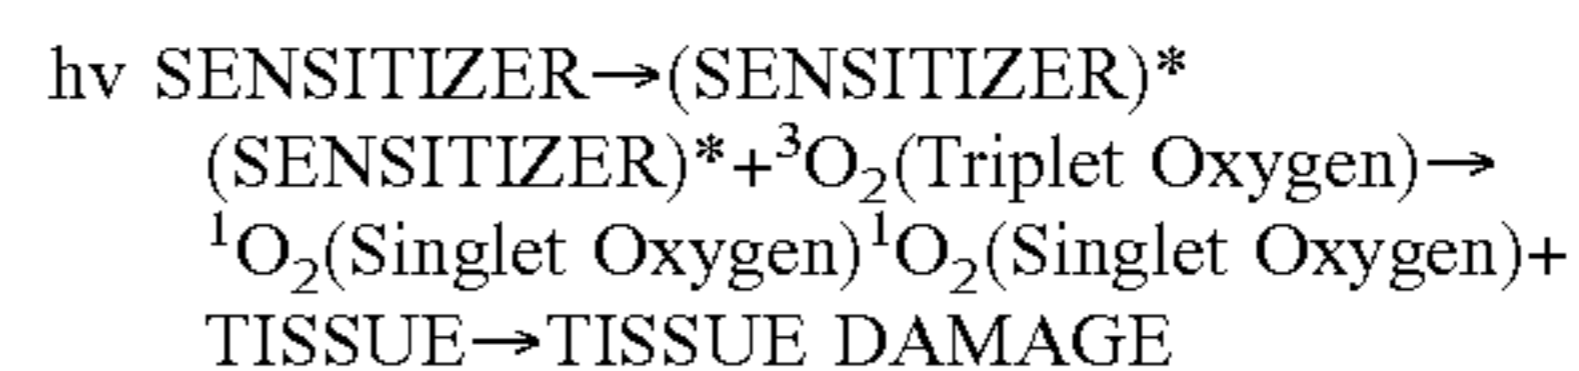 hv SENSITIZER→(SENSITIZER)*
(SENSITIZER)*+³O₂(Triplet Oxygen)→
¹O₂(Singlet Oxygen)¹O₂(Singlet Oxygen)+
TISSUE→TISSUE DAMAGE